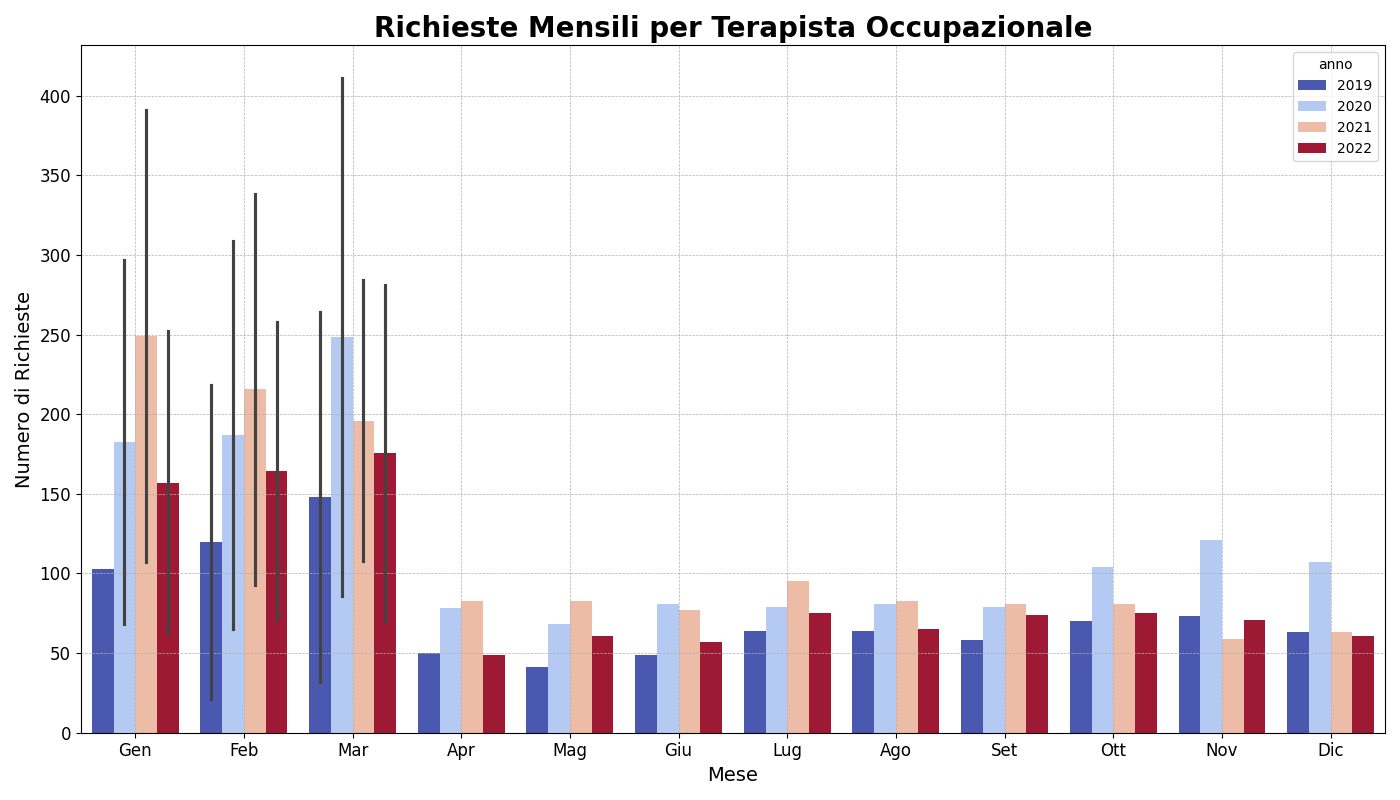 Richieste Mensili per Terapista Occupazionale
anno
2019
2020
2021
2022
Numero di Richieste
400
350
300
250
200
150
100
50
0
Gen Feb Mar Apr Mag Giu Lug Ago Set Ott Nov Dic
Mese